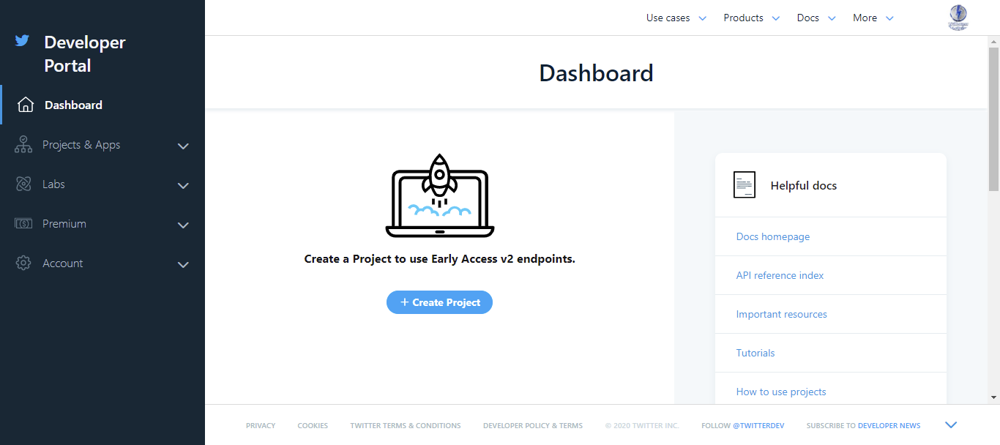 Developer
Portal
Dashboard
Projects & Apps
Labs
Premium
Account
Use cases
Products
Docs
More
Dashboard
Create a Project to use Early Access v2 endpoints.
+ Create Project
Helpful docs
Docs homepage
API reference index
Important resources
Tutorials
How to use projects
PRIVACY
COOKIES
TWITTER TERMS & CONDITIONS
DEVELOPER POLICY & TERMS
© 2020 TWITTER INC.
FOLLOW @TWITTERDEV
SUBSCRIBE TO DEVELOPER NEWS